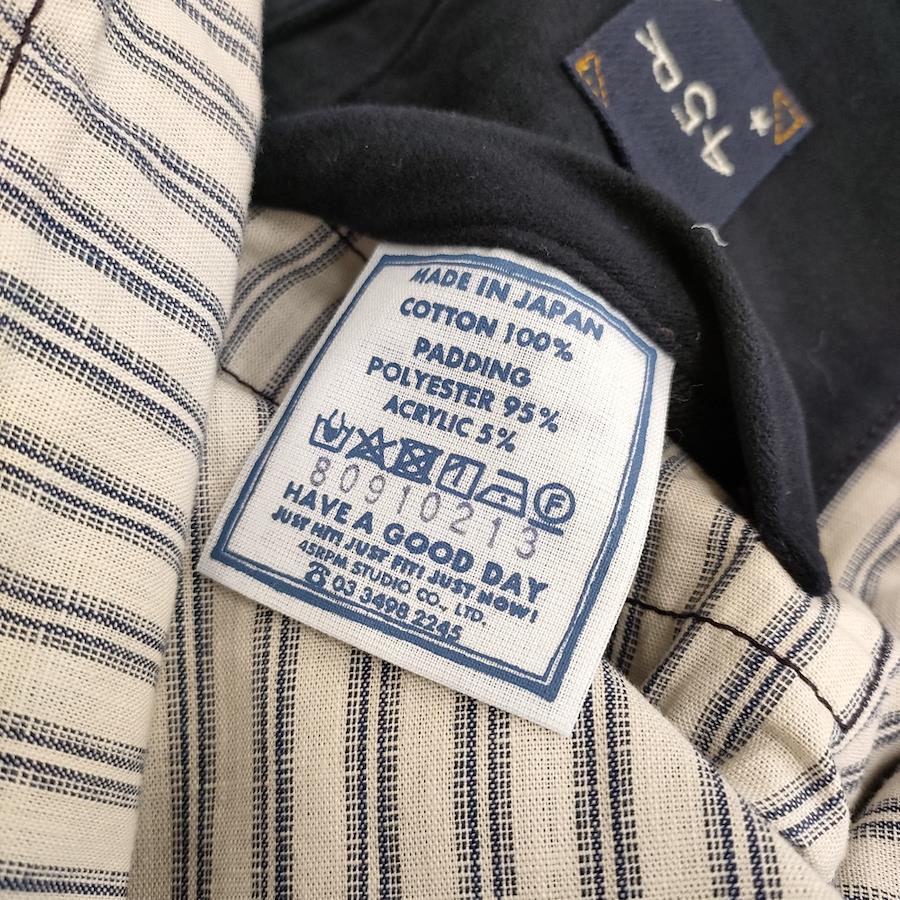 45
R
MADE IN JAPAN
COTTON 100%
PADDING
POLYESTER 95%
ACRYLIC 5%
F
80910213
HAVE A GOOD DAY
JUST HIT! JUST FIT! JUST NOW!
45RPM STUDIO CO., LTD.
☎ 03 3498 2245